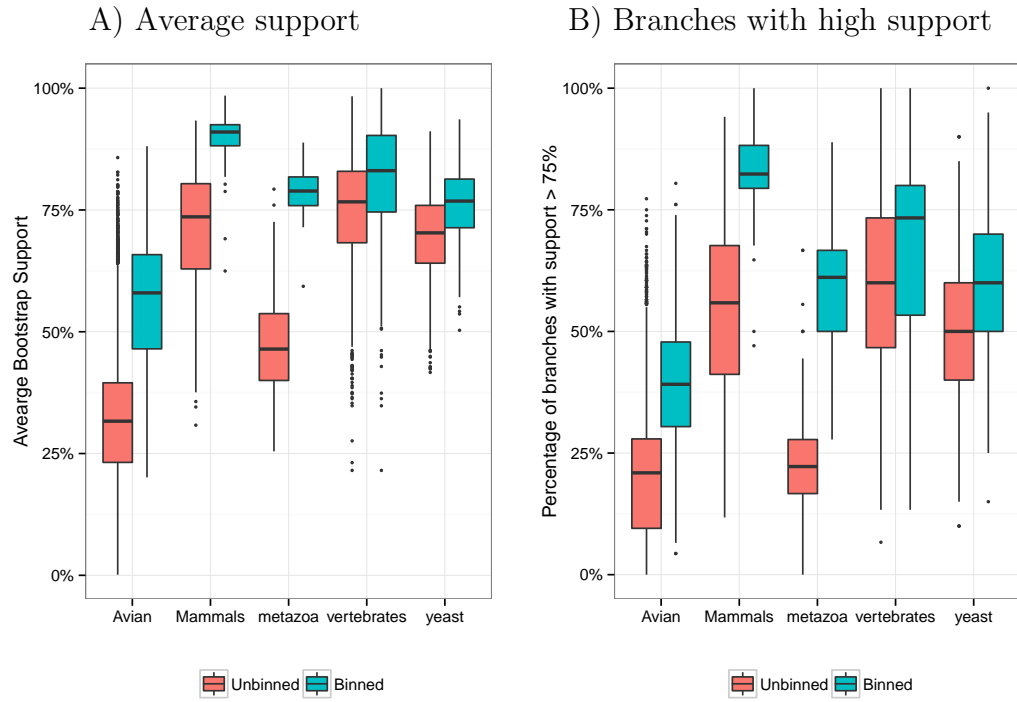 A) Average support
B) Branches with high support
Avearge Bootstrap Support
100%
75%
50%
25%
0%
Avian Mammals metazoa vertebrates yeast
Unbinned Binned
Percentage of branches with support > 75%
100%
75%
50%
25%
0%
Avian Mammals metazoa vertebrates yeast
Unbinned Binned